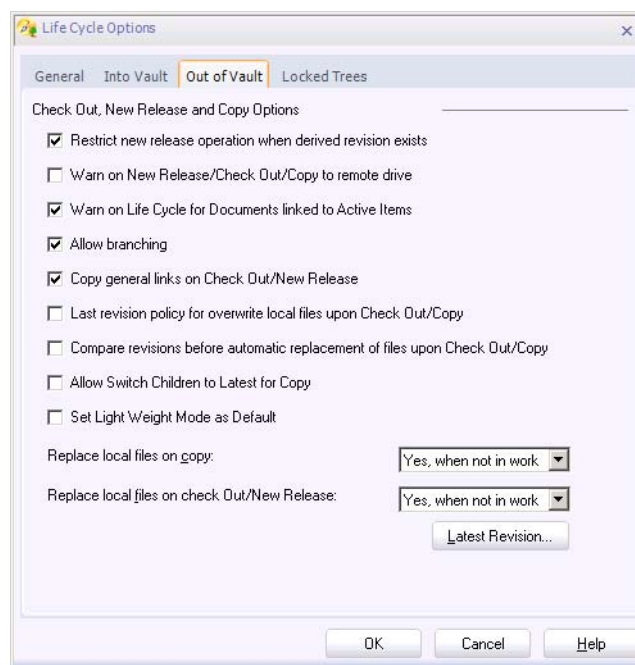 Life Cycle Options
General Into Vault Out of Vault Locked Trees
Check Out, New Release and Copy Options
Restrict new release operation when derived revision exists
Warn on New Release/Check Out/Copy to remote drive
Warn on Life Cycle for Documents linked to Active Items
Allow branching
Copy general links on Check Out/New Release
Last revision policy for overwrite local files upon Check Out/Copy
Compare revisions before automatic replacement of files upon Check Out/Copy
Allow Switch Children to Latest for Copy
Set Light Weight Mode as Default
Replace local files on copy: Yes, when not in work
Replace local files on check Out/New Release: Yes, when not in work
Latest Revision...
OK Cancel Help